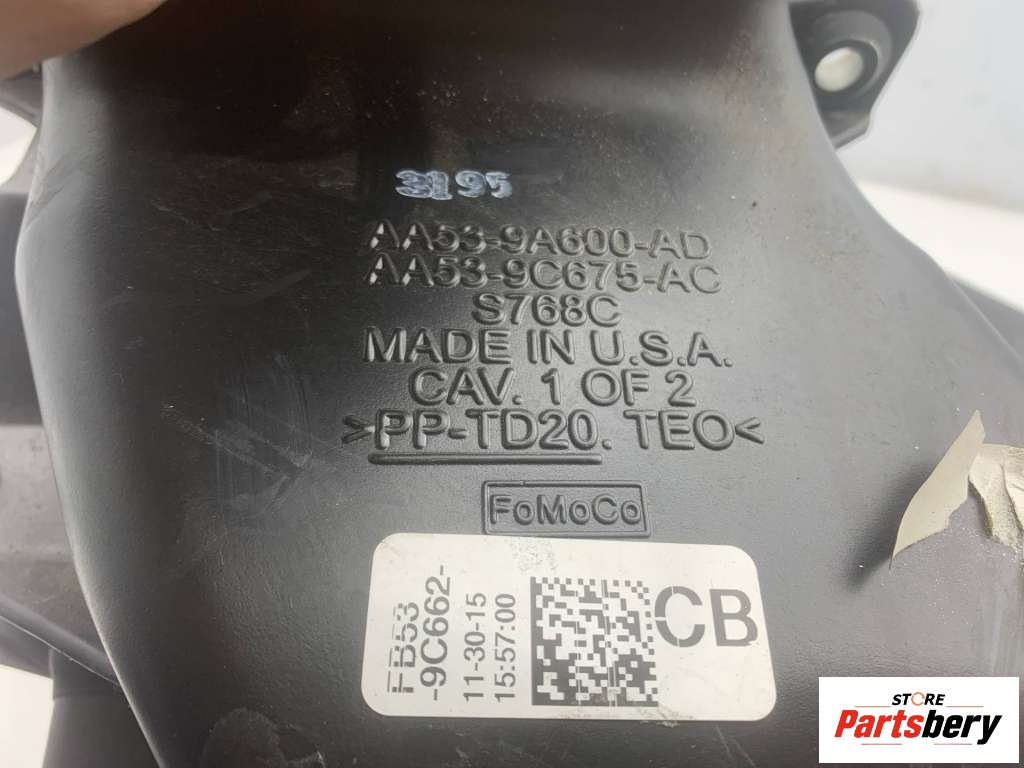 3195
AA53-9A600-AD
AA53-9C675-AC
S768C
MADE IN U.S.A.
CAV. 1 OF 2
>PP-TD20. TEO<
FoMoCo
FB53
-9C662-
11-30-15
15:57:00
CB
STORE
Partsbery